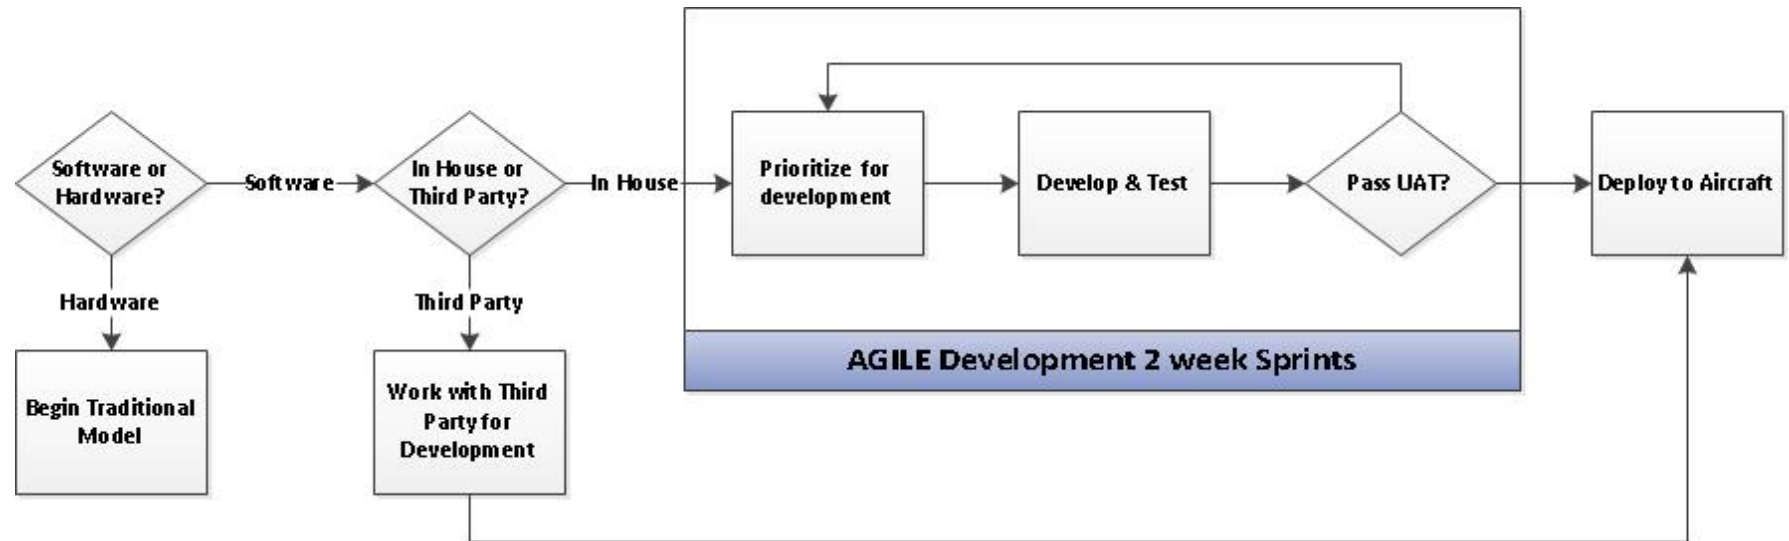 Software or
Hardware?
Software
In House or
Third Party?
In House
Prioritize for
development
Develop & Test
Pass UAT?
Deploy to Aircraft
Hardware
Third Party
Begin Traditional
Model
Work with Third
Party for
Development
AGILE Development 2 week Sprints